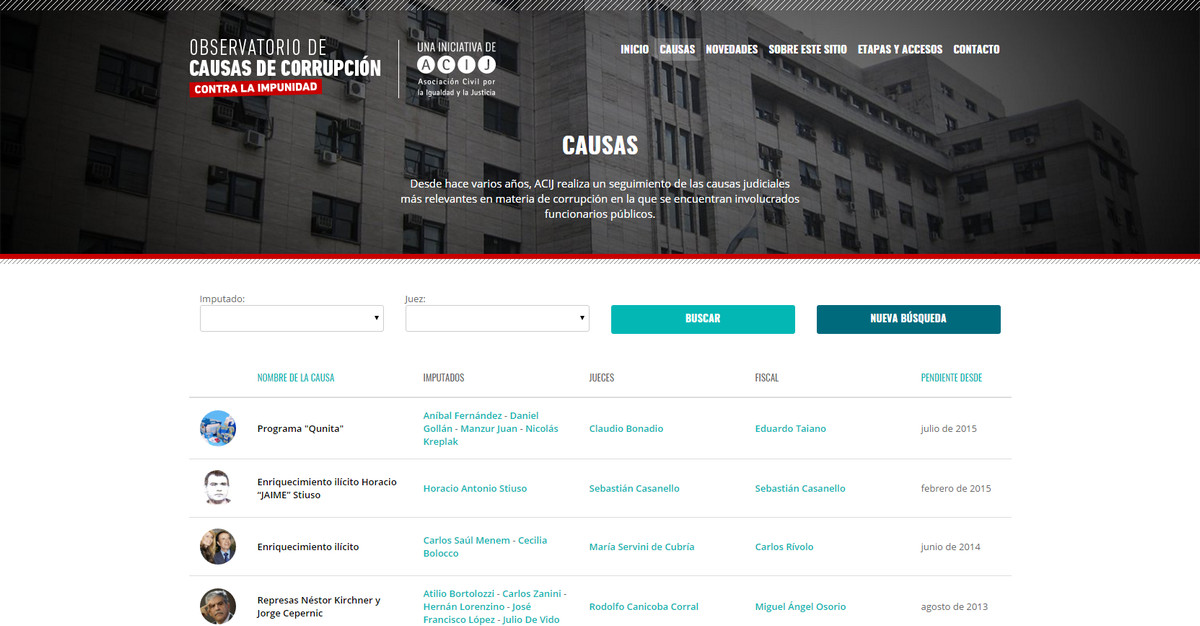 OBSERVATORIO DE
CAUSAS DE CORRUPCIÓN
CONTRA LA IMPUNIDAD
UNA INICIATIVA DE
ACIJ
Asociación Civil por
la Igualdad y la Justicia
INICIO CAUSAS NOVEDADES SOBRE ESTE SITIO ETAPAS Y ACCESOS CONTACTO
CAUSAS
Desde hace varios años, ACIJ realiza un seguimiento de las causas judiciales
más relevantes en materia de corrupción en la que se encuentran involucrados
funcionarios públicos.
Imputado:
Juez:
BUSCAR
NUEVA BÚSQUEDA
NOMBRE DE LA CAUSA IMPUTADOS JUECES FISCAL PENDIENTE DESDE
Programa "Qunita"
Aníbal Fernández - Daniel
Gollán - Manzur Juan - Nicolás
Kreplak
Claudio Bonadio
Eduardo Taiano
julio de 2015
Enriquecimiento ilícito Horacio
"JAIME" Stiuso
Horacio Antonio Stiuso
Sebastián Casanello
Sebastián Casanello
febrero de 2015
Enriquecimiento ilícito
Carlos Saúl Menem - Cecilia
Bolocco
María Servini de Cubría
Carlos Rívolo
junio de 2014
Represas Néstor Kirchner y
Jorge Cepernic
Atilio Bortolozzi - Carlos Zanini -
Hernán Lorenzino - José
Francisco López - Julio De Vido
Rodolfo Canicoba Corral
Miguel Ángel Osorio
agosto de 2013